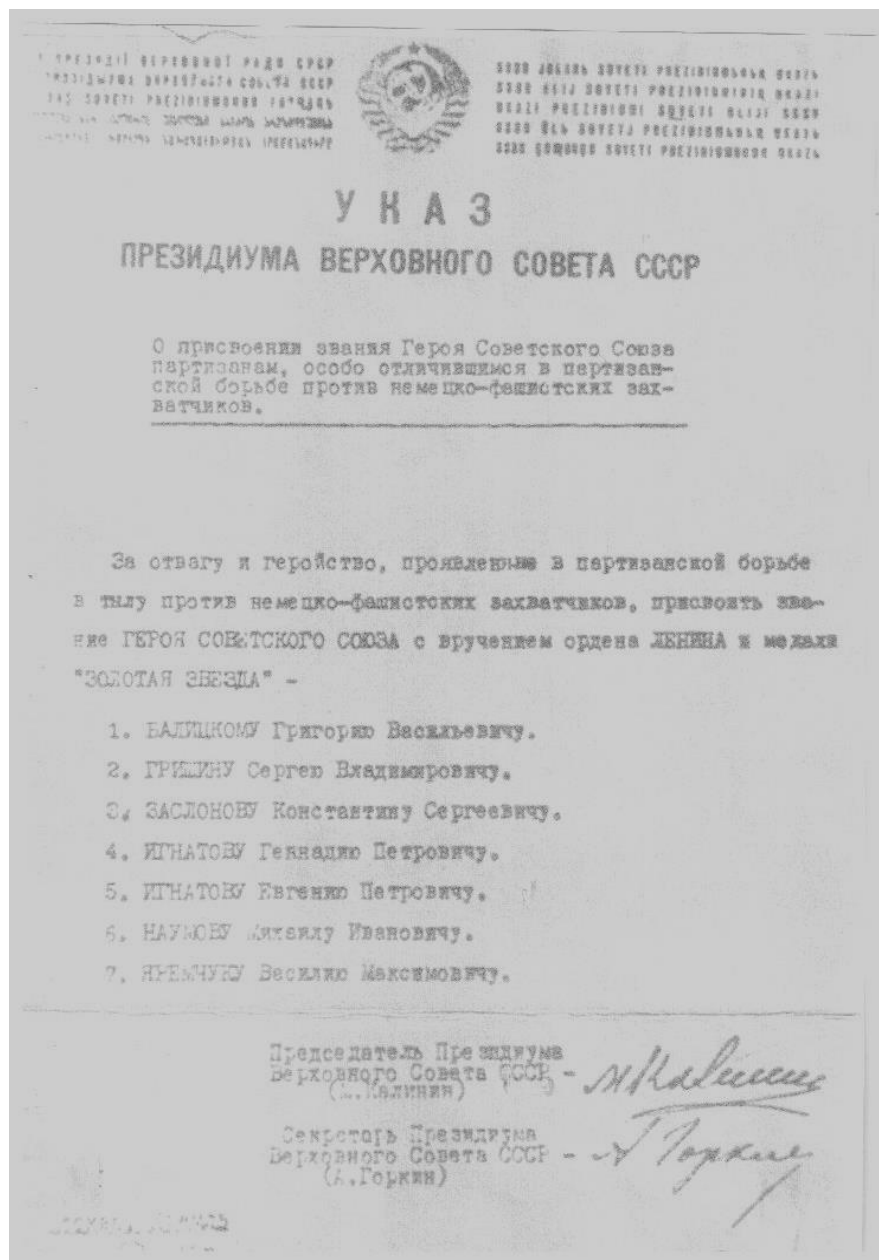 УКАЗ
ПРЕЗИДИУМА ВЕРХОВНОГО СОВЕТА СССР
О присвоении звания Героя Советского Союза
партизанам, особо отличившимся в партизан-
ской борьбе против немецко-фашистских зах-
ватчиков.
За отвагу и геройство, проявленные в партизанской борьбе
в тылу против немецко-фашистских захватчиков, присвоить зва-
ние ГЕРОЯ СОВЕТСКОГО СОЮЗА с вручением ордена ЛЕНИНА и медали
"ЗОЛОТАЯ ЗВЕЗДА" -
1. БАЛИЦКОМУ Григорию Васильевичу.
2. ГРИШИНУ Сергею Владимировичу.
3. ЗАСЛОНОВУ Константину Сергеевичу.
4. ИГНАТОВУ Геннадию Петровичу.
5. ИГНАТОВУ Евгению Петровичу.
6. НАУМОВУ Михаилу Ивановичу.
7. ЯРЕМЧУКУ Василию Максимовичу.
Председатель Президиума
Верховного Совета СССР - М Калинин
(М.Калинин)
Секретарь Президиума
Верховного Совета СССР - А Горкин
(А.Горкин)